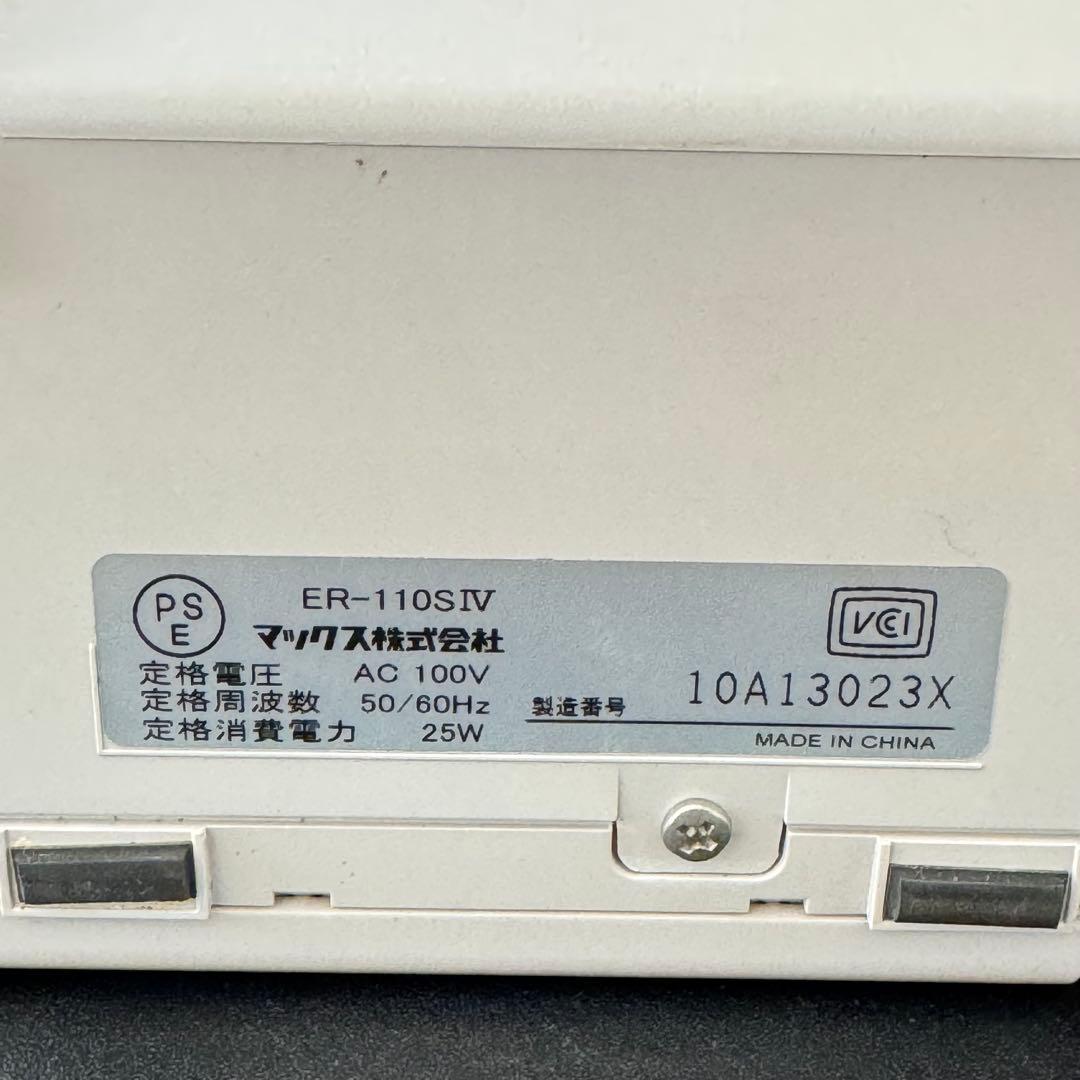 PS
E
ER-110SⅣ
マックス株式会社
定格電圧 AC 100V
定格周波数 50/60Hz
定格消費電力 25W
VCCI
製造番号 10A13023X
MADE IN CHINA